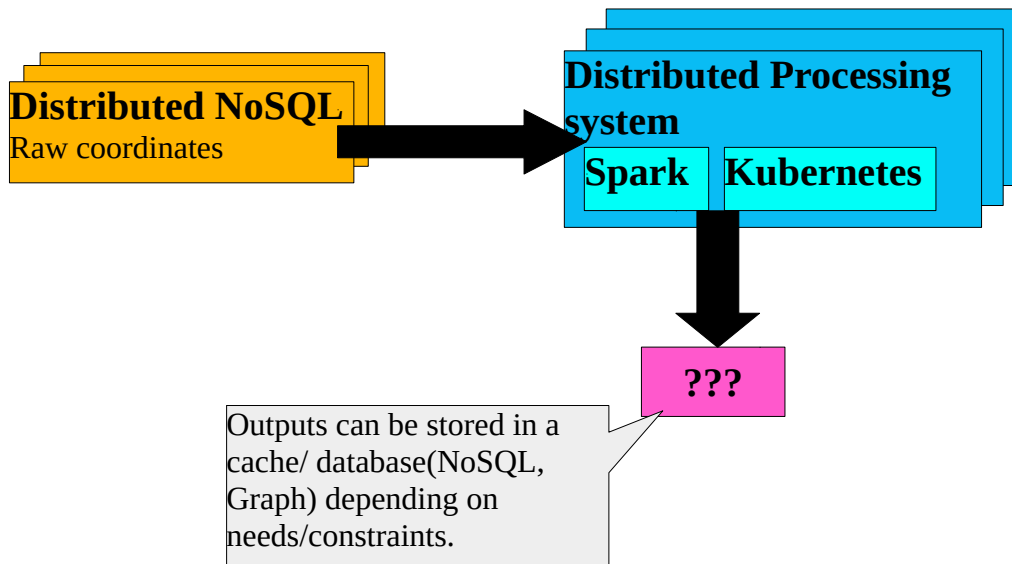 Distributed NoSQL
Raw coordinates
Distributed Processing
system
Spark
Kubernetes
???
Outputs can be stored in a
cache/ database(NoSQL,
Graph) depending on
needs/constraints.